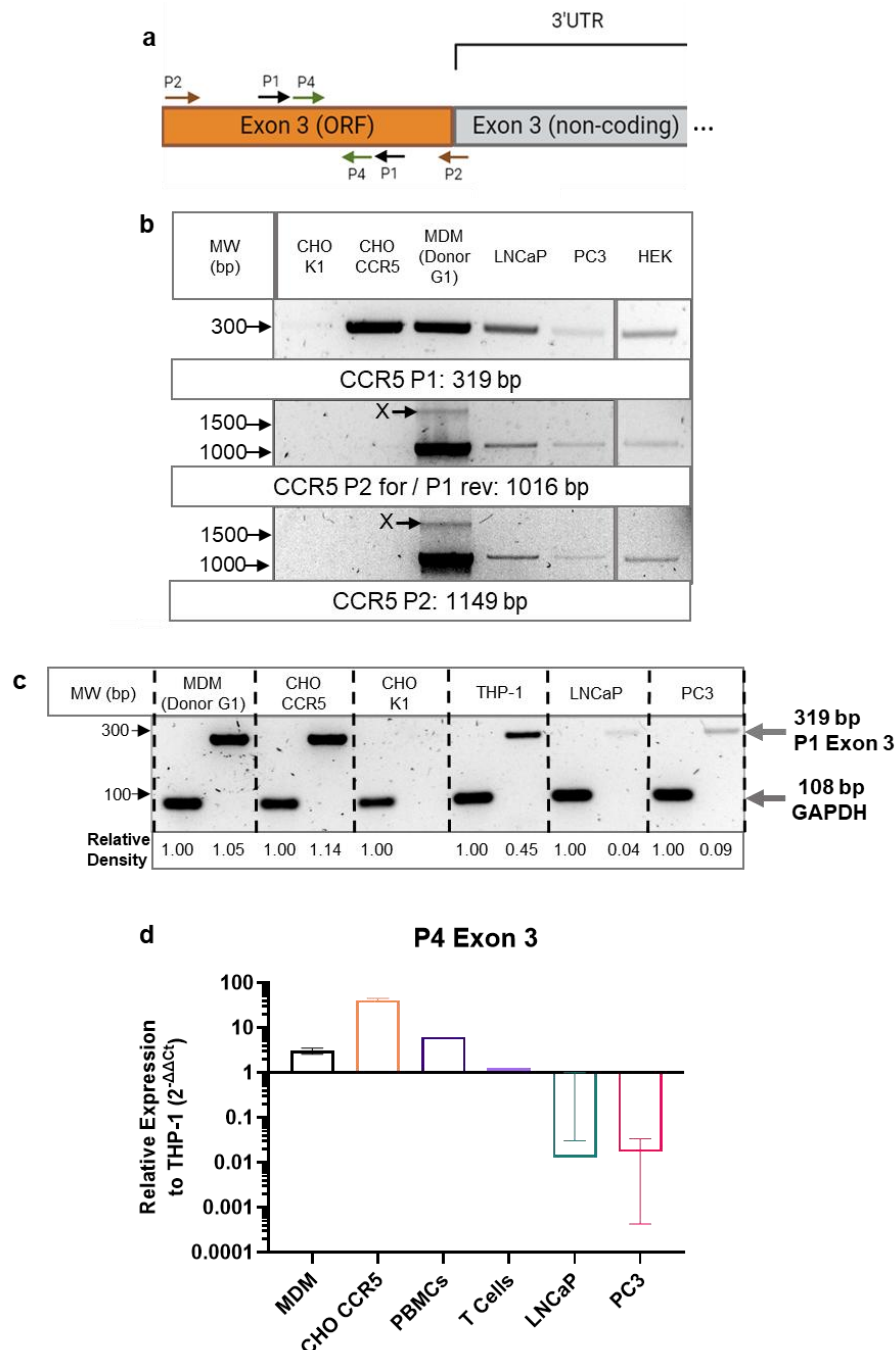 a
3'UTR
P2
P1
P4
Exon 3 (ORF)
Exon 3 (non-coding)
...
P4
P1
P2
b
MW (bp)
CHO K1
CHO CCR5
MDM (Donor G1)
LNCaP
PC3
HEK
300
CCR5 P1: 319 bp
X
1500
1000
CCR5 P2 for / P1 rev: 1016 bp
X
1500
1000
CCR5 P2: 1149 bp
c
MW (bp)
MDM (Donor G1)
CHO CCR5
CHO K1
THP-1
LNCaP
PC3
300
319 bp
P1 Exon 3
100
108 bp
GAPDH
Relative Density
1.00 1.05 1.00 1.14 1.00 1.00 0.45 1.00 0.04 1.00 0.09
d
P4 Exon 3
Relative Expression
to THP-1 (2^-ΔΔCt)
100
10
1
0.1
0.01
0.001
0.0001
MDM
CHO CCR5
PBMCs
T Cells
LNCaP
PC3